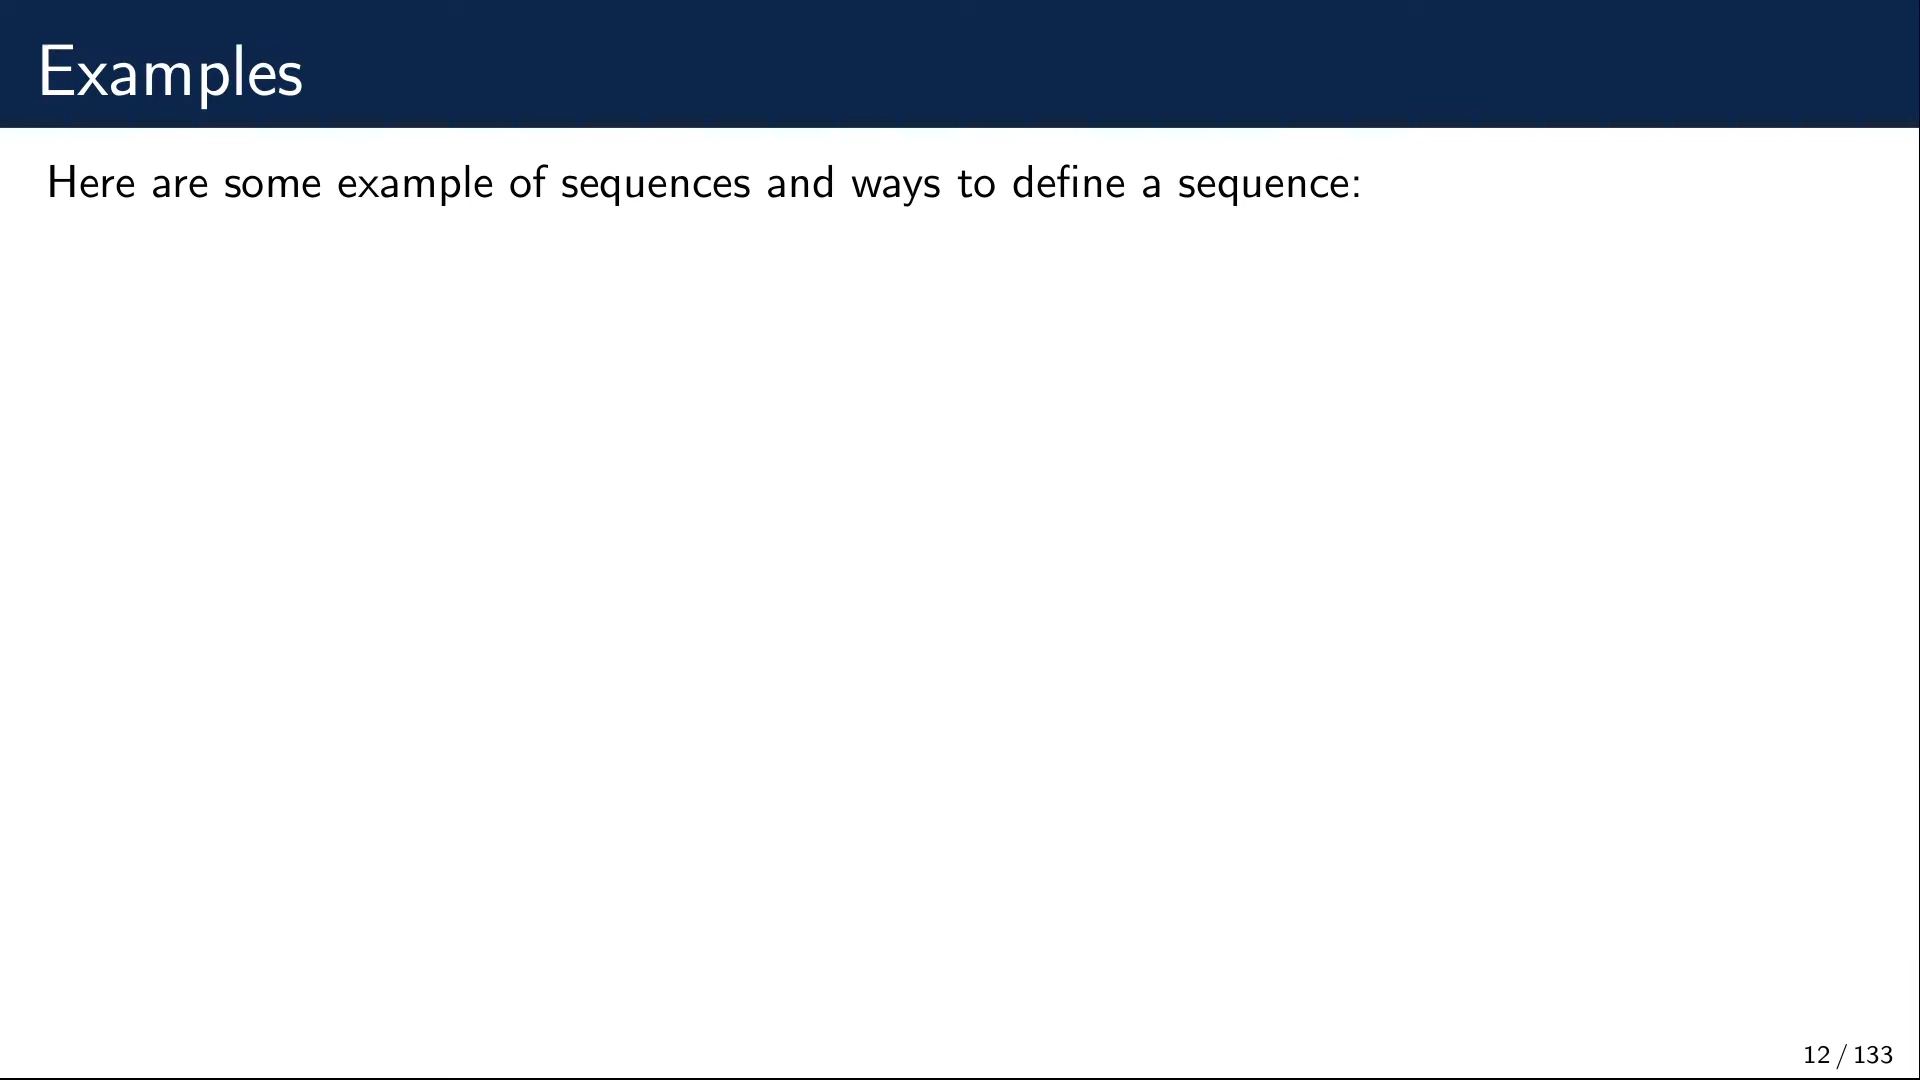 Examples
Here are some example of sequences and ways to define a sequence:
12 / 133